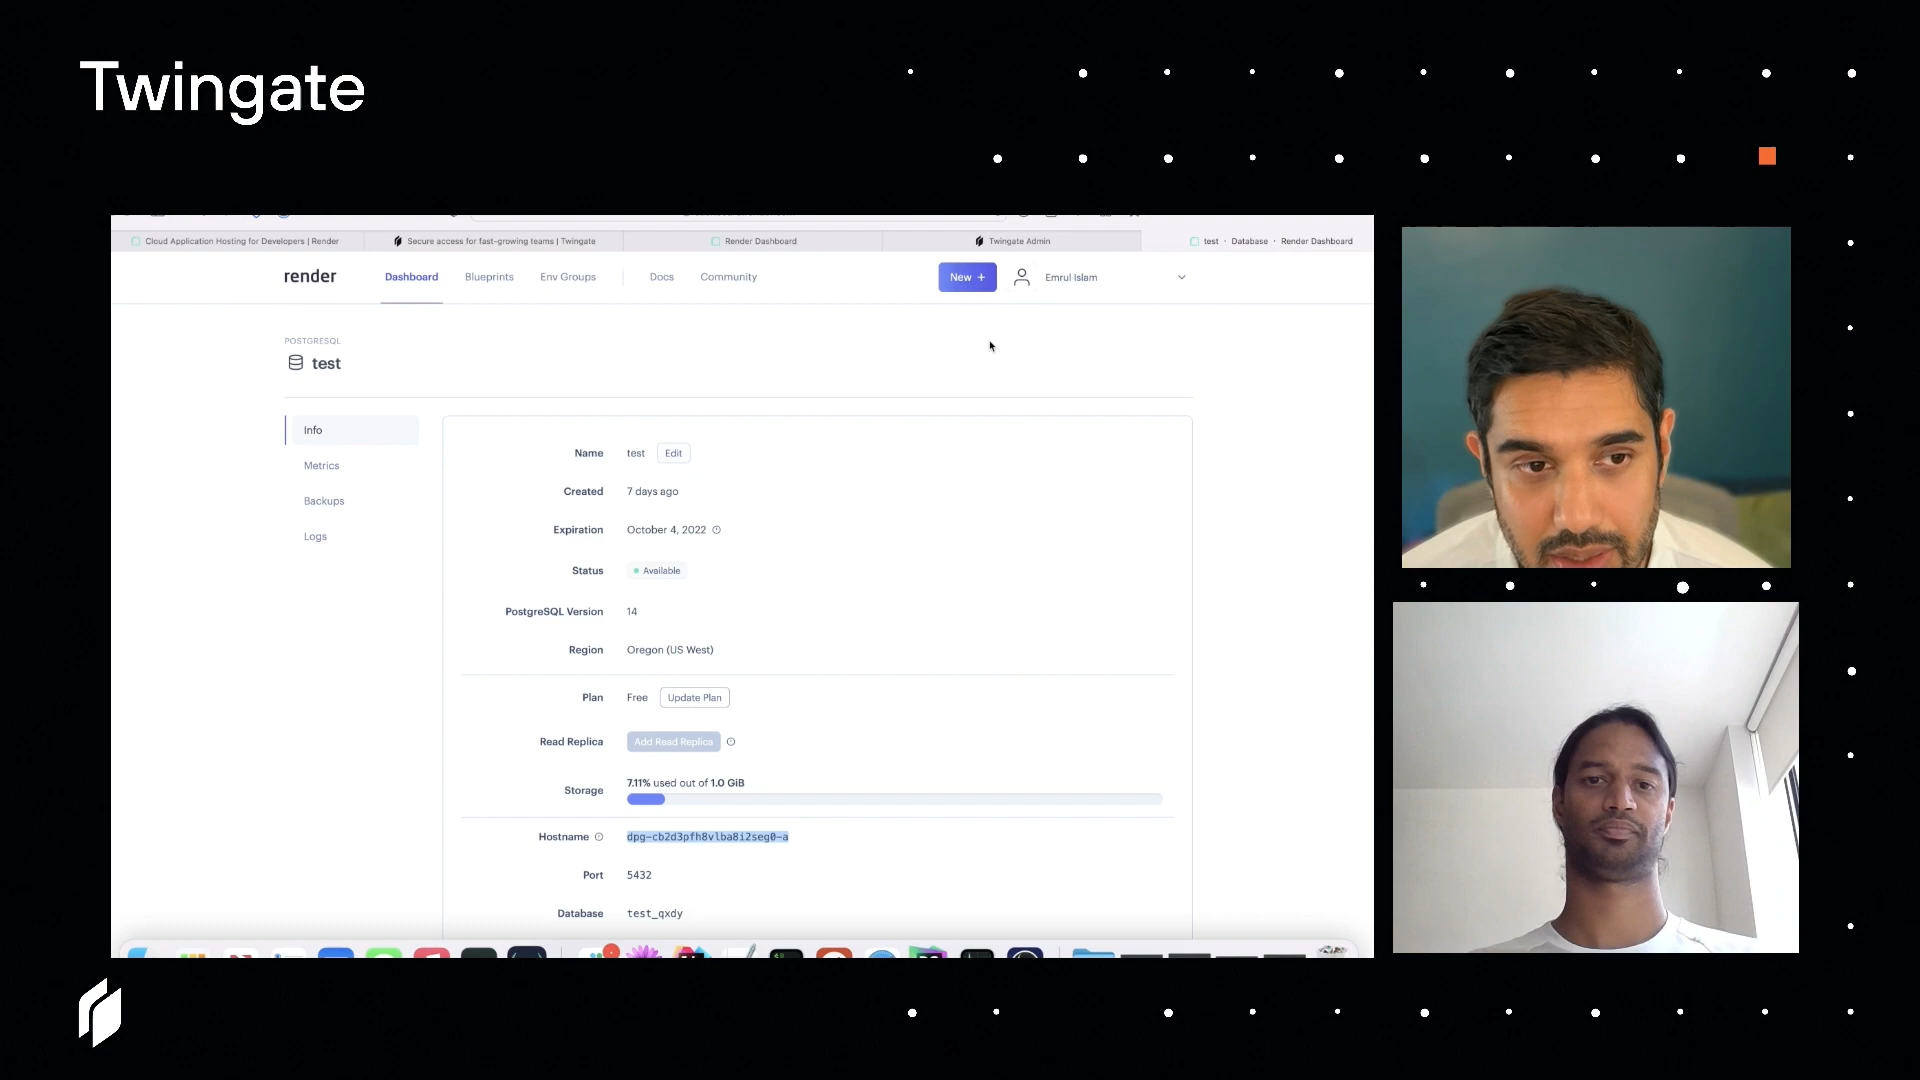 Twingate
Cloud Application Hosting for Developers | Render
Secure access for fast-growing teams | Twingate
Render Dashboard
Twingate Admin
test · Database · Render Dashboard
render
Dashboard
Blueprints
Env Groups
Docs
Community
New +
Emrul Islam
POSTGRESQL
test
Info
Metrics
Backups
Logs
Name test Edit
Created 7 days ago
Expiration October 4, 2022
Status Available
PostgreSQL Version 14
Region Oregon (US West)
Plan Free Update Plan
Read Replica Add Read Replica
Storage 7.11% used out of 1.0 GiB
Hostname dpg-cb2d3pfh8vlba8i2seg0-a
Port 5432
Database test_qxdy